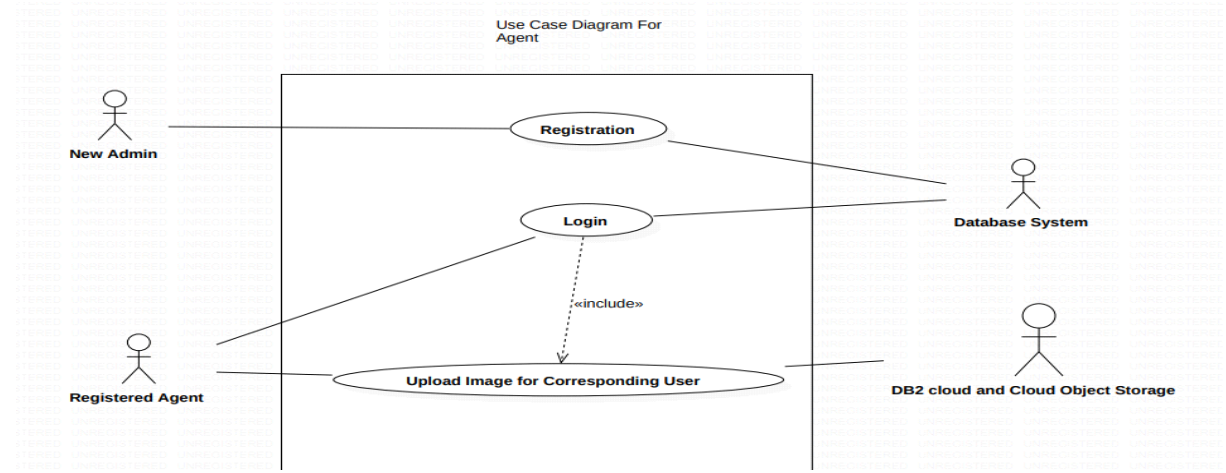 Use Case Diagram For
Agent
New Admin
Registration
Database System
Login
«include»
Registered Agent
Upload Image for Corresponding User
DB2 cloud and Cloud Object Storage